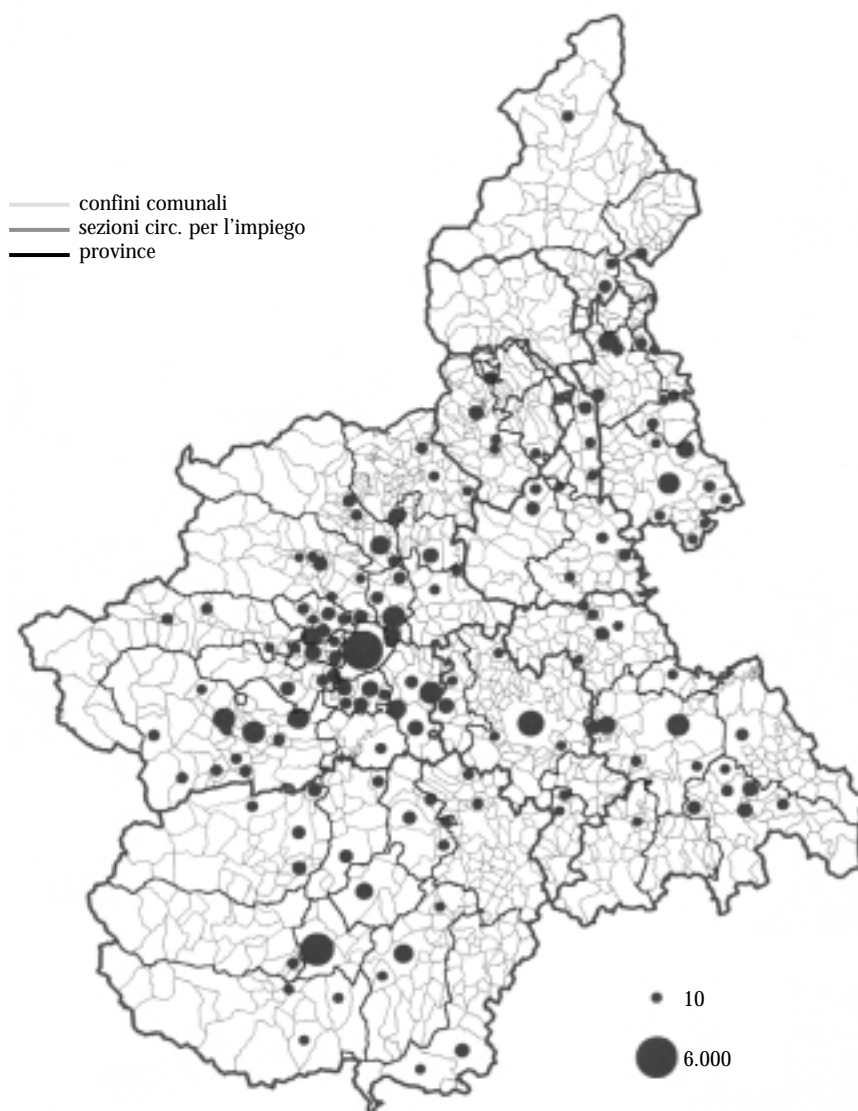 confini comunali
sezioni circ. per l'impiego
province
10
6.000